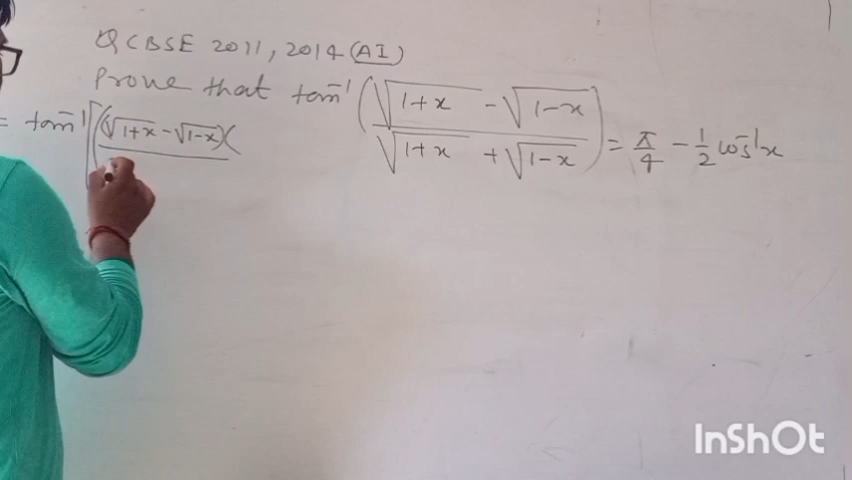 Q CBSE 2011, 2014 (AI)
Prove that tan⁻¹ ( (√(1+x) - √(1-x)) / (√(1+x) + √(1-x)) ) = π/4 - 1/2 cos⁻¹x
= tan⁻¹ [ ( (√(1+x) - √(1-x)) (
InShOt